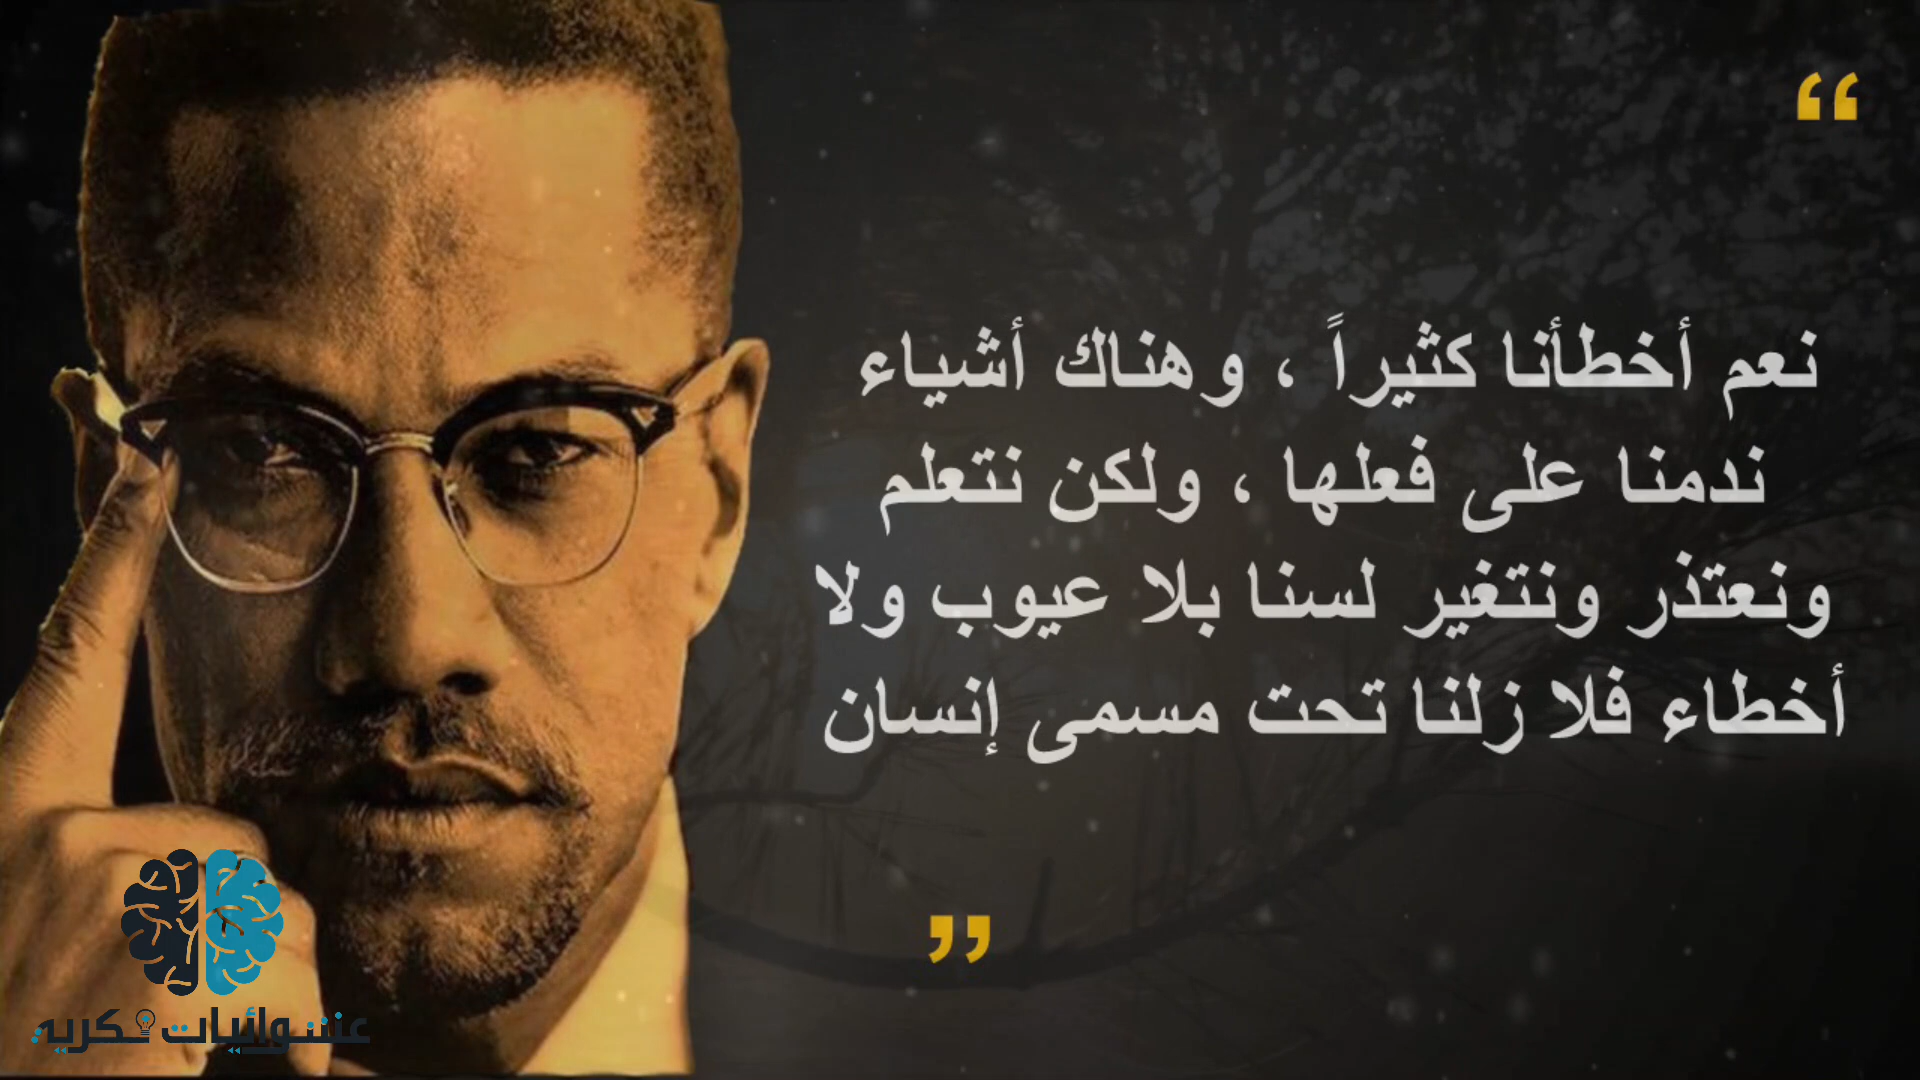 نعم أخطأنا كثيراً ، وهناك أشياء
ندمنا على فعلها ، ولكن نتعلم
ونعتذر ونتغير لسنا بلا عيوب ولا
أخطاء فلا زلنا تحت مسمى إنسان
عشوائيات فكريه